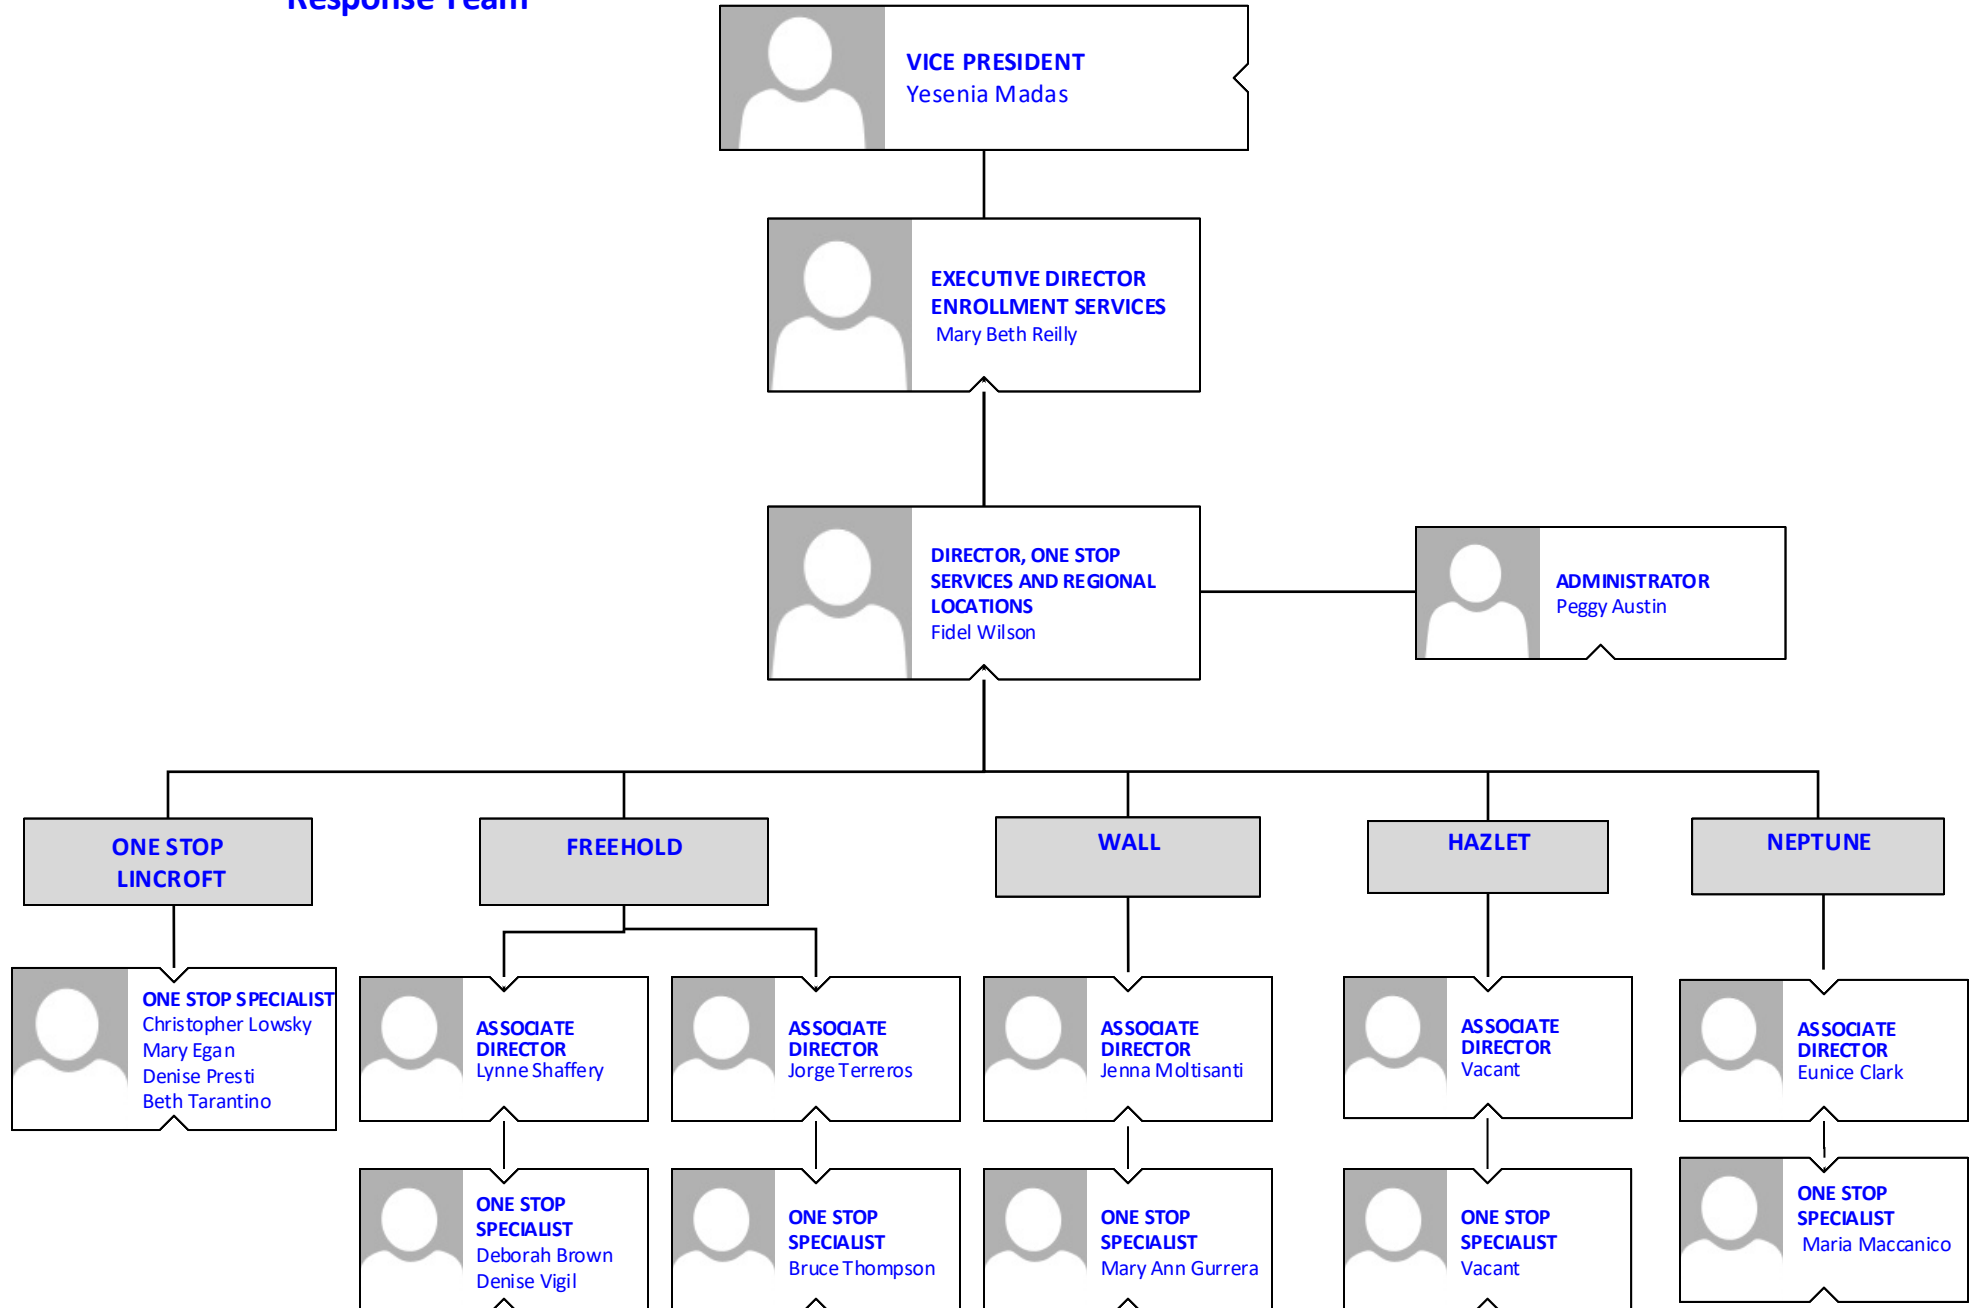 Response Team
VICE PRESIDENT
Yesenia Madas
EXECUTIVE DIRECTOR
ENROLLMENT SERVICES
Mary Beth Reilly
DIRECTOR, ONE STOP
SERVICES AND REGIONAL
LOCATIONS
Fidel Wilson
ADMINISTRATOR
Peggy Austin
ONE STOP
LINCROFT
FREEHOLD
WALL
HAZLET
NEPTUNE
ONE STOP SPECIALIST
Christopher Lowsky
Mary Egan
Denise Presti
Beth Tarantino
ASSOCIATE
DIRECTOR
Lynne Shaffery
ASSOCIATE
DIRECTOR
Jorge Terreros
ASSOCIATE
DIRECTOR
Jenna Moltisanti
ASSOCIATE
DIRECTOR
Vacant
ASSOCIATE
DIRECTOR
Eunice Clark
ONE STOP
SPECIALIST
Deborah Brown
Denise Vigil
ONE STOP
SPECIALIST
Bruce Thompson
ONE STOP
SPECIALIST
Mary Ann Gurrera
ONE STOP
SPECIALIST
Vacant
ONE STOP
SPECIALIST
Maria Maccanico